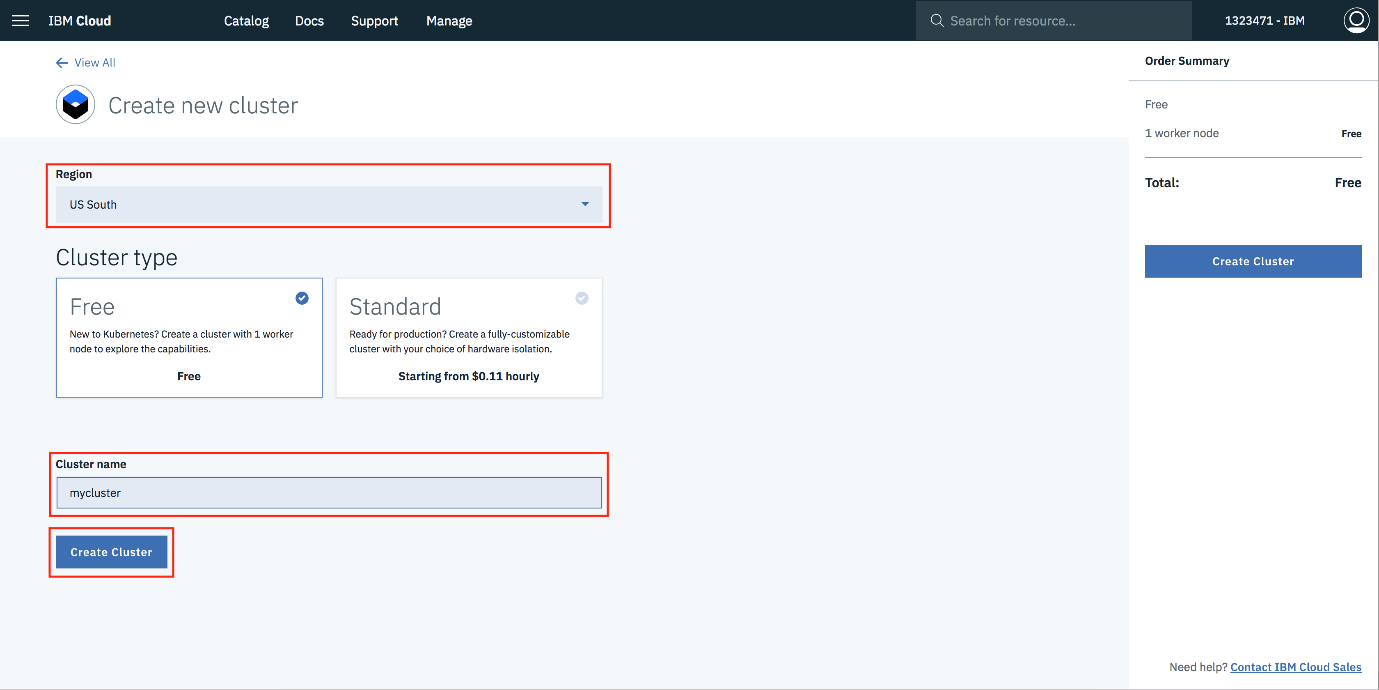 IBM Cloud
Catalog
Docs
Support
Manage
Search for resource...
1323471 - IBM
View All
Create new cluster
Region
US South
Cluster type
Free
New to Kubernetes? Create a cluster with 1 worker
node to explore the capabilities.
Free
Standard
Ready for production? Create a fully-customizable
cluster with your choice of hardware isolation.
Starting from $0.11 hourly
Cluster name
mycluster
Create Cluster
Order Summary
Free
1 worker node Free
Total: Free
Create Cluster
Need help? Contact IBM Cloud Sales